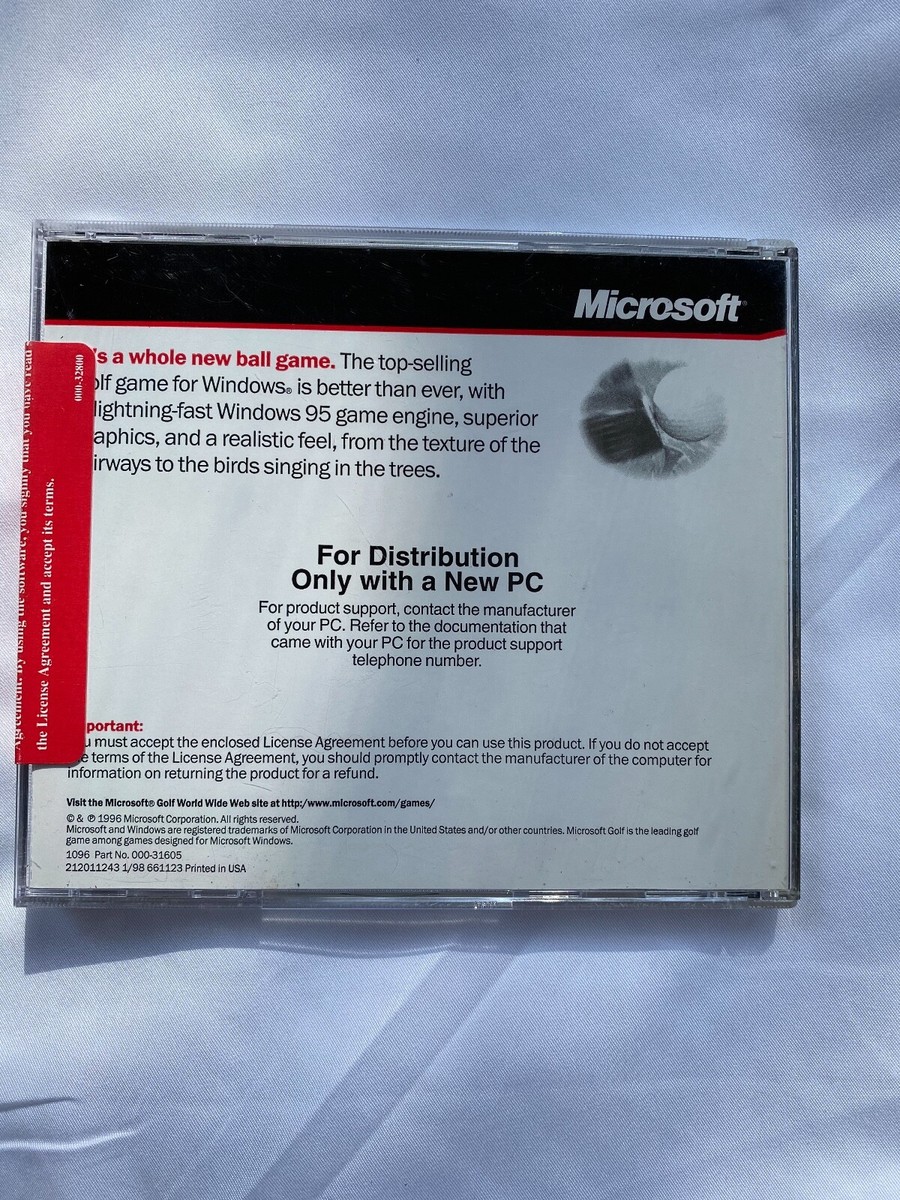 Microsoft®
's a whole new ball game. The top-selling
lf game for Windows® is better than ever, with
lightning-fast Windows 95 game engine, superior
aphics, and a realistic feel, from the texture of the
irways to the birds singing in the trees.
000-32800
Agreement. By using the software, you signify that you have read
the License Agreement and accept its terms.
For Distribution
Only with a New PC
For product support, contact the manufacturer
of your PC. Refer to the documentation that
came with your PC for the product support
telephone number.
portant:
u must accept the enclosed License Agreement before you can use this product. If you do not accept
e terms of the License Agreement, you should promptly contact the manufacturer of the computer for
information on returning the product for a refund.
Visit the Microsoft® Golf World Wide Web site at http:/www.microsoft.com/games/
© & ℗ 1996 Microsoft Corporation. All rights reserved.
Microsoft and Windows are registered trademarks of Microsoft Corporation in the United States and/or other countries. Microsoft Golf is the leading golf
game among games designed for Microsoft Windows.
1096 Part No. 000-31605
212011243 1/98 661123 Printed in USA